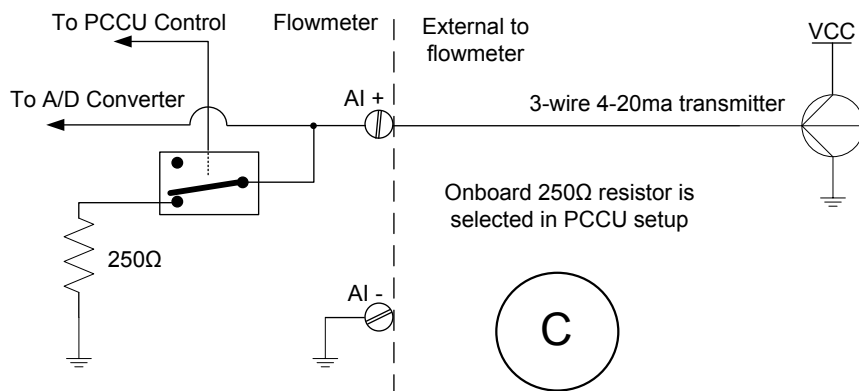 To PCCU Control
Flowmeter
External to
flowmeter
VCC
To A/D Converter
AI +
3-wire 4-20ma transmitter
Onboard 250Ω resistor is
selected in PCCU setup
250Ω
AI -
C